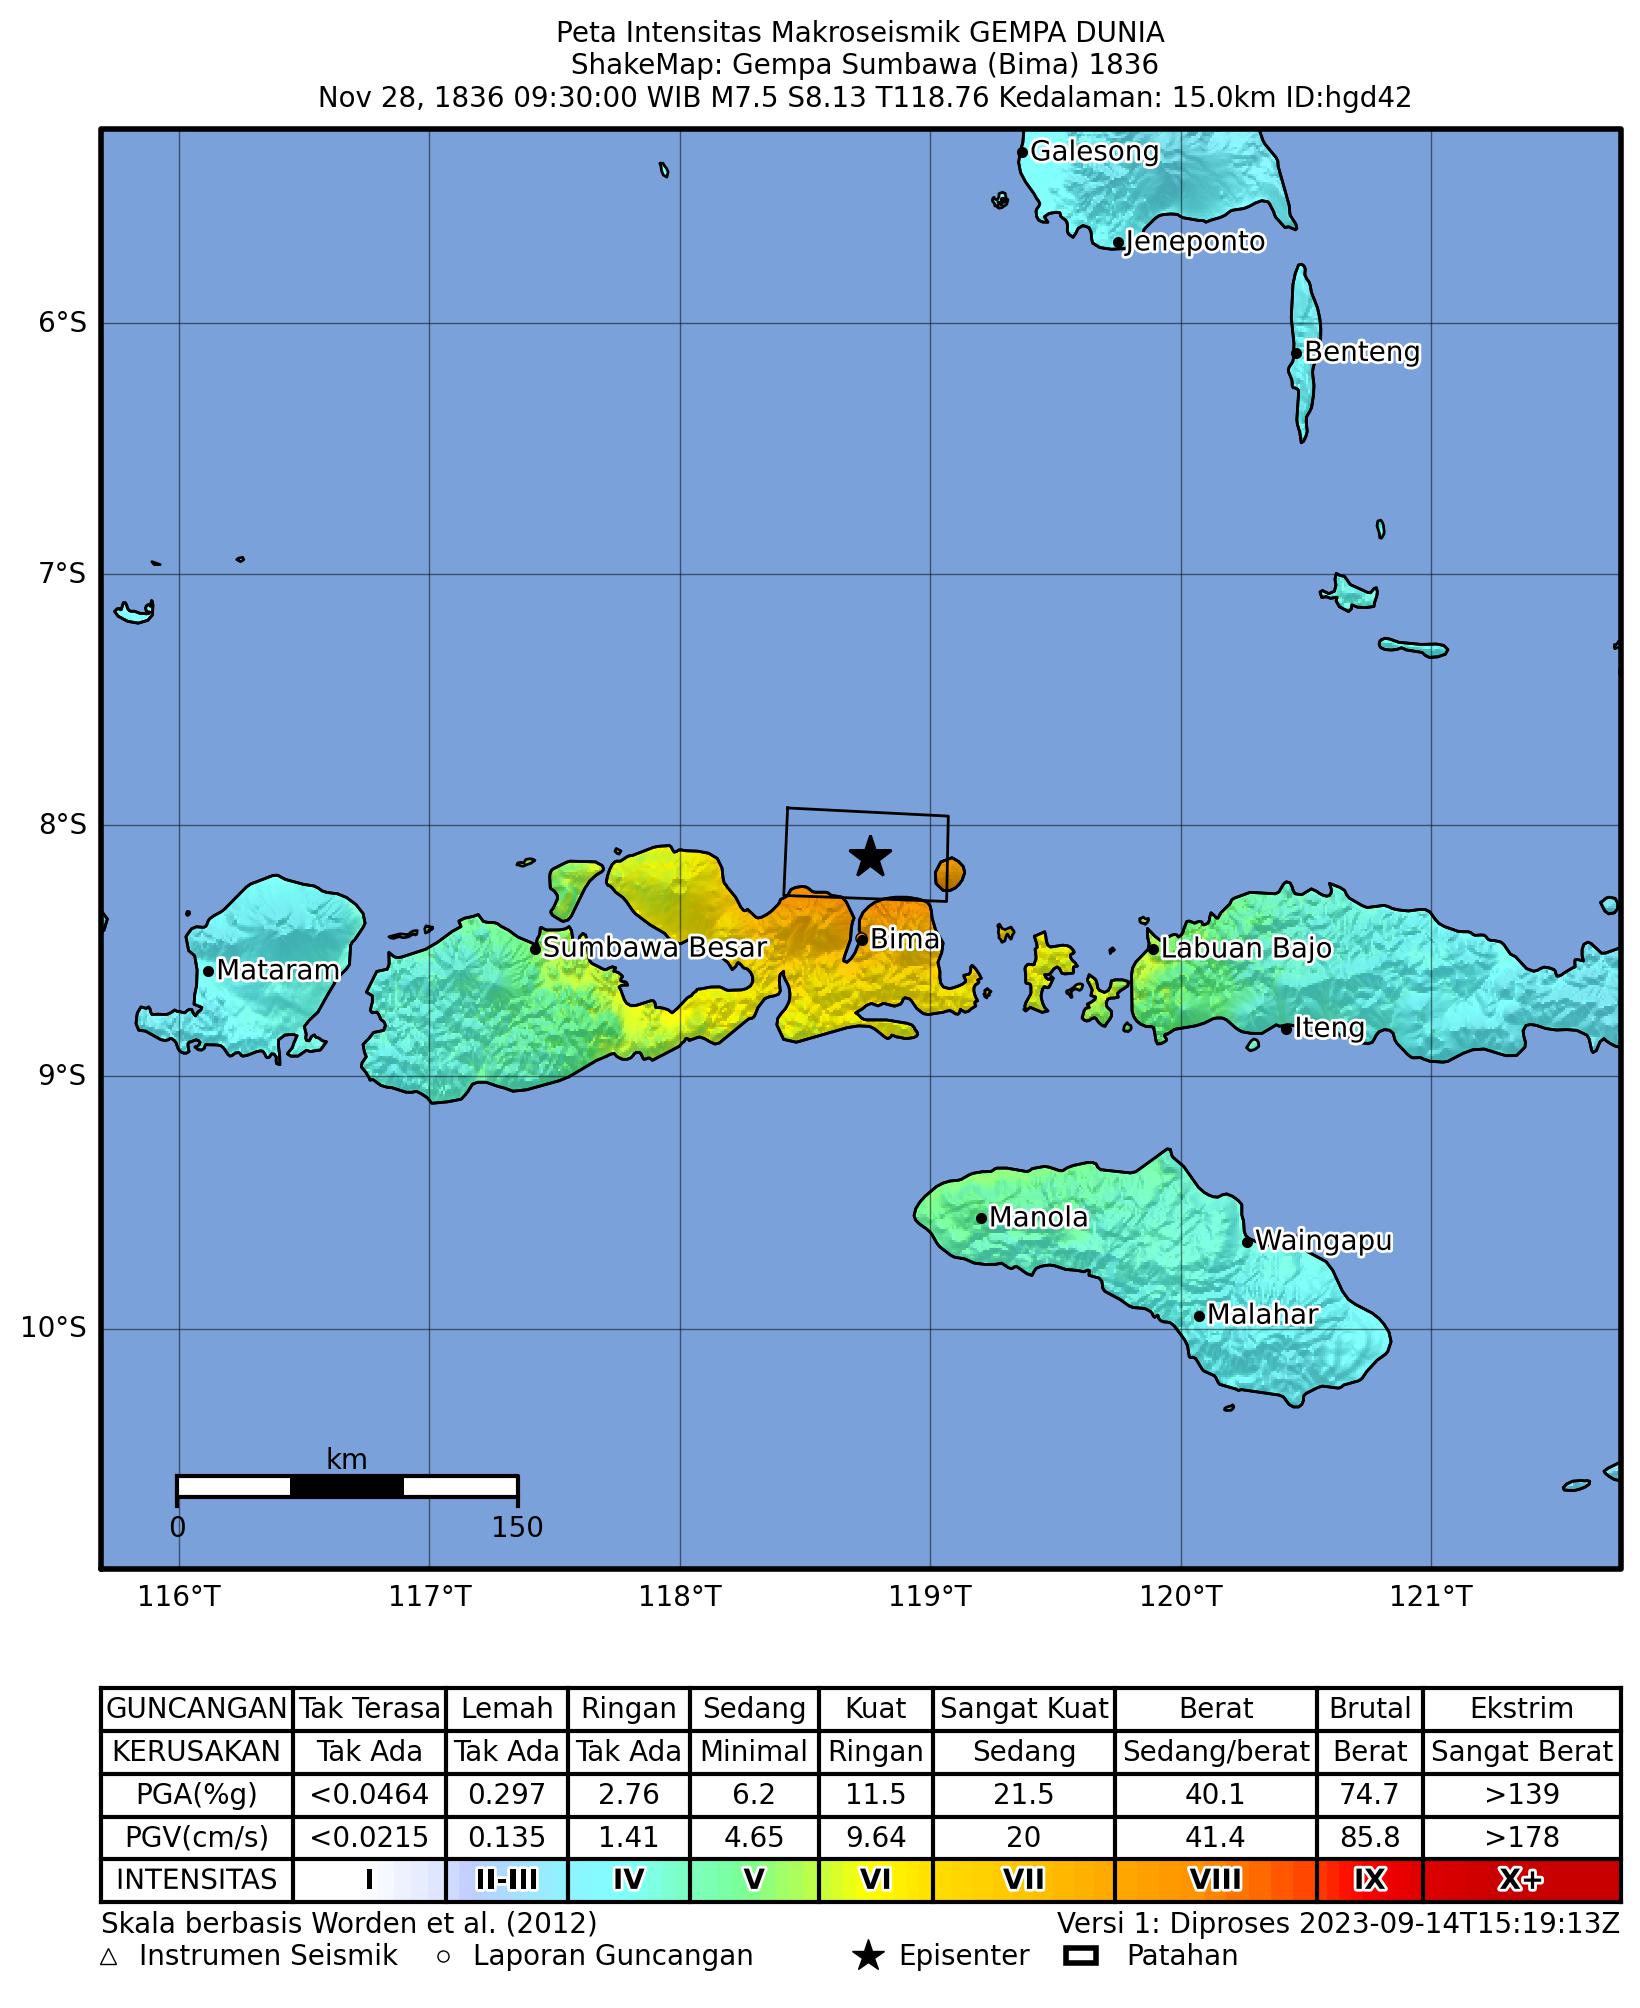 Peta Intensitas Makroseismik GEMPA DUNIA
ShakeMap: Gempa Sumbawa (Bima) 1836
Nov 28, 1836 09:30:00 WIB M7.5 S8.13 T118.76 Kedalaman: 15.0km ID:hgd42
Galesong
Jeneponto
6°S
Benteng
7°S
8°S
Bima
Sumbawa Besar
Labuan Bajo
Mataram
Iteng
9°S
Manola
Waingapu
Malahar
10°S
km
0 150
116°T 117°T 118°T 119°T 120°T 121°T
GUNCANGAN Tak Terasa Lemah Ringan Sedang Kuat Sangat Kuat Berat Brutal Ekstrim
KERUSAKAN Tak Ada Tak Ada Tak Ada Minimal Ringan Sedang Sedang/berat Berat Sangat Berat
PGA(%g) <0.0464 0.297 2.76 6.2 11.5 21.5 40.1 74.7 >139
PGV(cm/s) <0.0215 0.135 1.41 4.65 9.64 20 41.4 85.8 >178
INTENSITAS I II-III IV V VI VII VIII IX X+
Skala berbasis Worden et al. (2012) Versi 1: Diproses 2023-09-14T15:19:13Z
Instrumen Seismik Laporan Guncangan Episenter Patahan